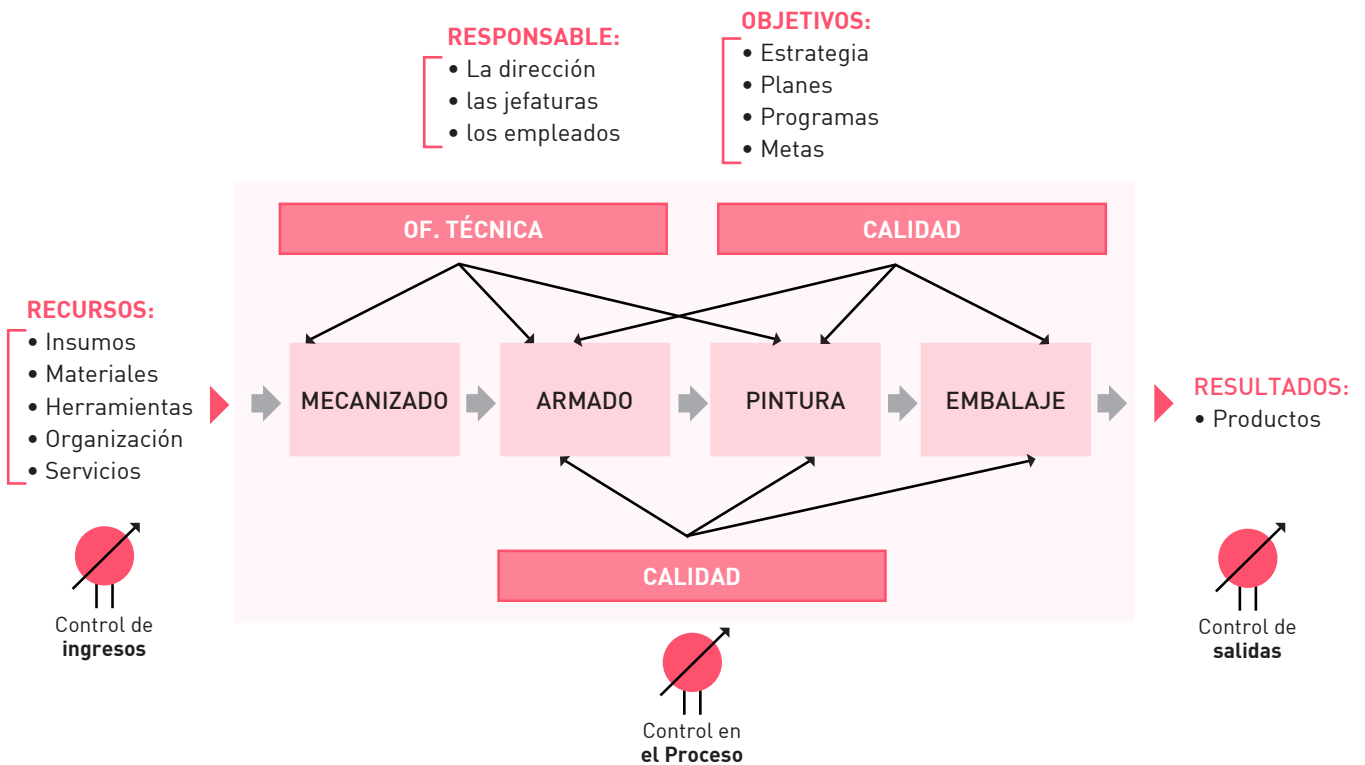 RESPONSABLE:
• La dirección
• las jefaturas
• los empleados
OBJETIVOS:
• Estrategia
• Planes
• Programas
• Metas
OF. TÉCNICA
CALIDAD
RECURSOS:
• Insumos
• Materiales
• Herramientas
• Organización
• Servicios
MECANIZADO
ARMADO
PINTURA
EMBALAJE
RESULTADOS:
• Productos
CALIDAD
Control de
ingresos
Control en
el Proceso
Control de
salidas